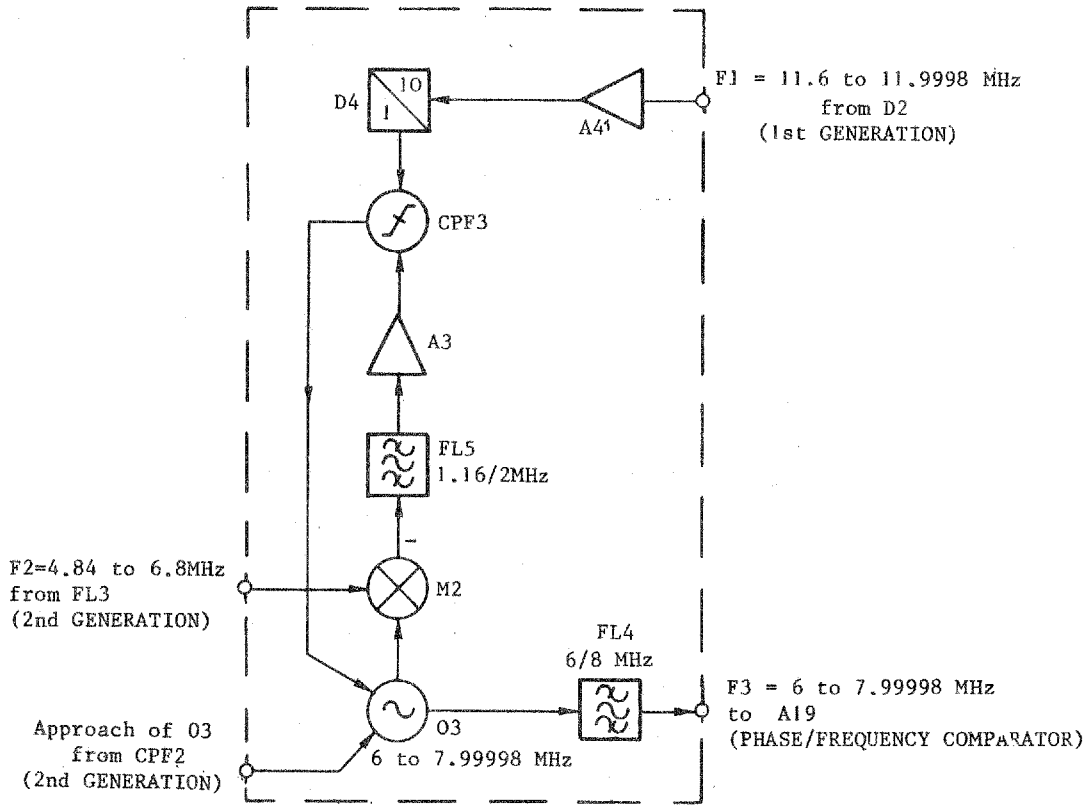 10
1
D4
A4
F1 = 11.6 to 11.9998 MHz
from D2
(1st GENERATION)
CPF3
A3
FL5
1.16/2MHz
−
F2=4.84 to 6.8MHz
from FL3
(2nd GENERATION)
M2
FL4
6/8 MHz
O3
6 to 7.99998 MHz
F3 = 6 to 7.99998 MHz
to A19
(PHASE/FREQUENCY COMPARATOR)
Approach of O3
from CPF2
(2nd GENERATION)